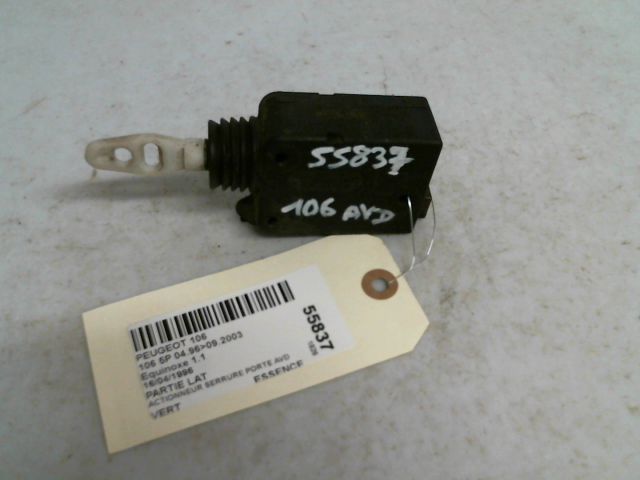 55837
106 AVD
55837
PEUGEOT 106
106 5P 04.96>09.2003
Equinoxe 1.1
16/04/1996
PARTIE LAT
ESSENCE
ACTIONNEUR SERRURE PORTE AVD
VERT